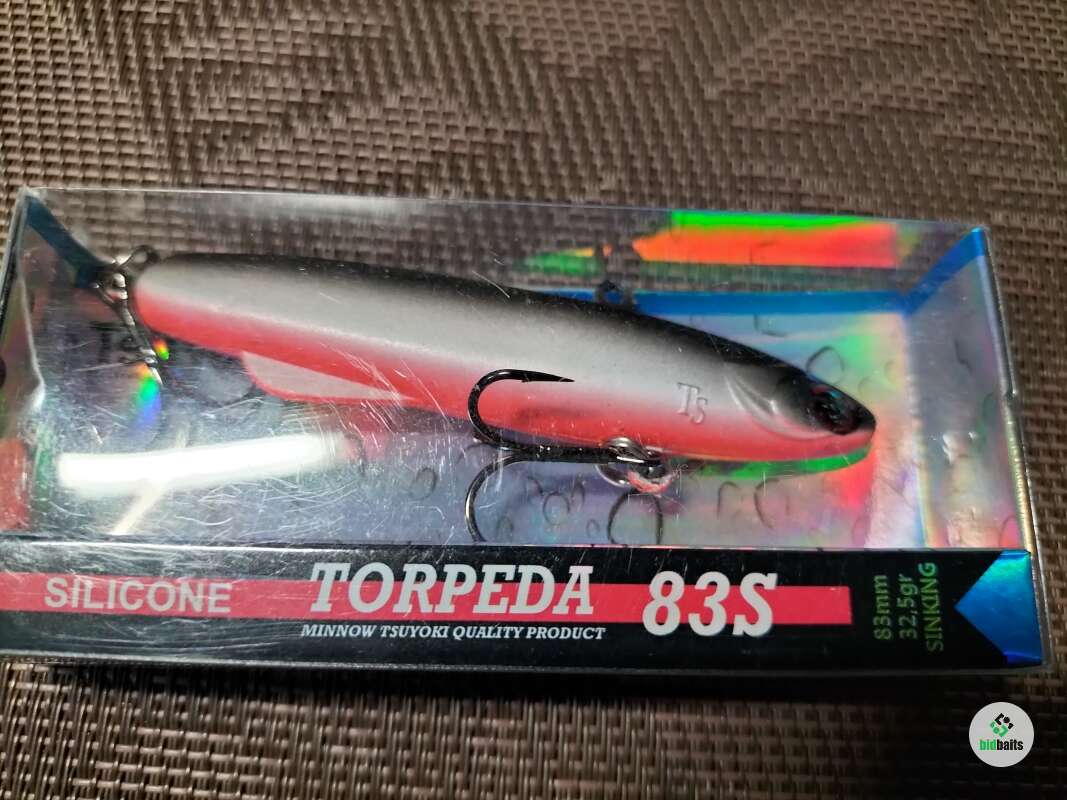 TS
SILICONE
TORPEDA 83S
MINNOW TSUYOKI QUALITY PRODUCT
83mm
32.5gr
SINKING
bidbaits